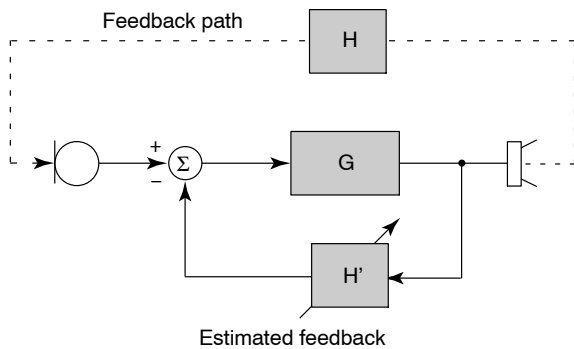 Feedback path
H
+
Σ
−
G
H'
Estimated feedback